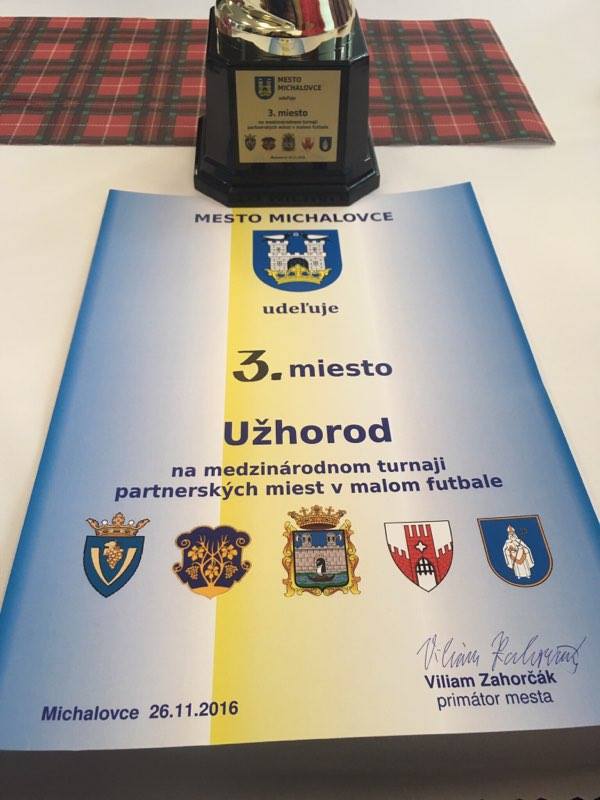 MESTO
MICHALOVCE
udeľuje
3. miesto
na medzinárodnom turnaji
partnerských miest v malom futbale
MESTO MICHALOVCE
udeľuje
3. miesto
Užhorod
na medzinárodnom turnaji
partnerských miest v malom futbale
Viliam Zahorčák
primátor mesta
Michalovce 26.11.2016